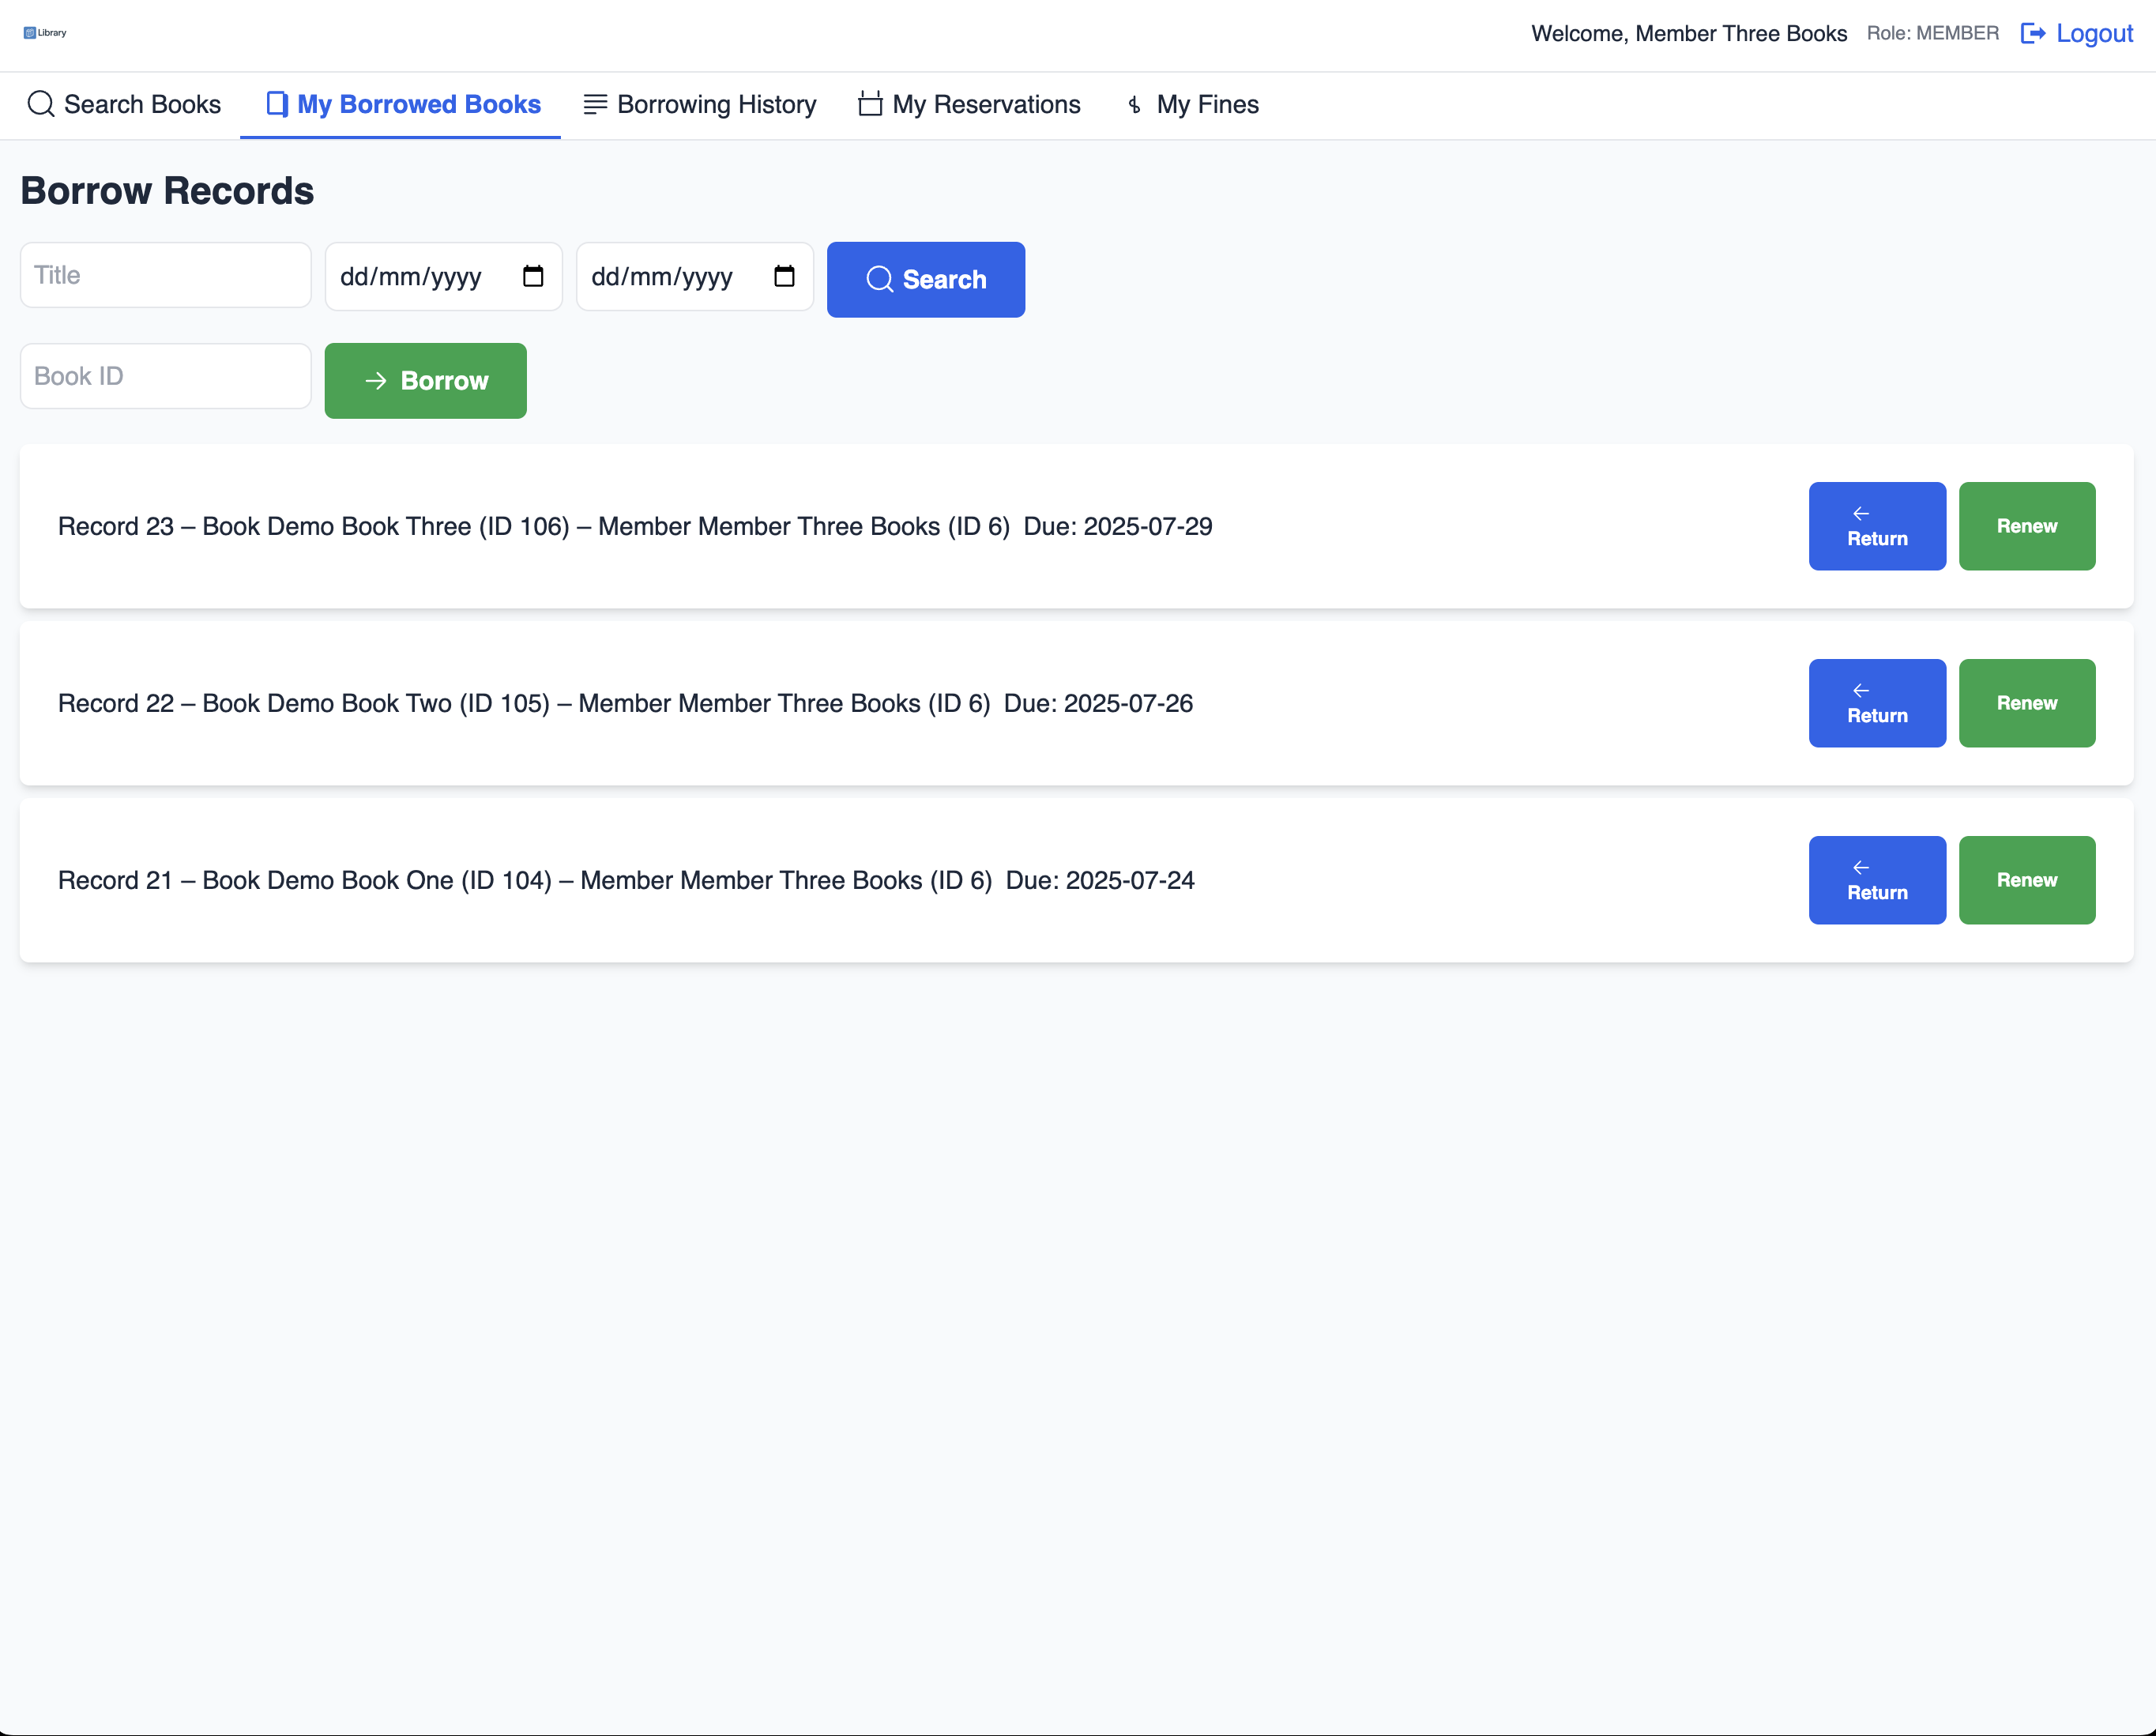 Library
Welcome, Member Three Books Role: MEMBER Logout
Search Books My Borrowed Books Borrowing History My Reservations My Fines
Borrow Records
Title dd/mm/yyyy dd/mm/yyyy Search
Book ID Borrow
Record 23 – Book Demo Book Three (ID 106) – Member Member Three Books (ID 6) Due: 2025-07-29
Return
Renew
Record 22 – Book Demo Book Two (ID 105) – Member Member Three Books (ID 6) Due: 2025-07-26
Return
Renew
Record 21 – Book Demo Book One (ID 104) – Member Member Three Books (ID 6) Due: 2025-07-24
Return
Renew